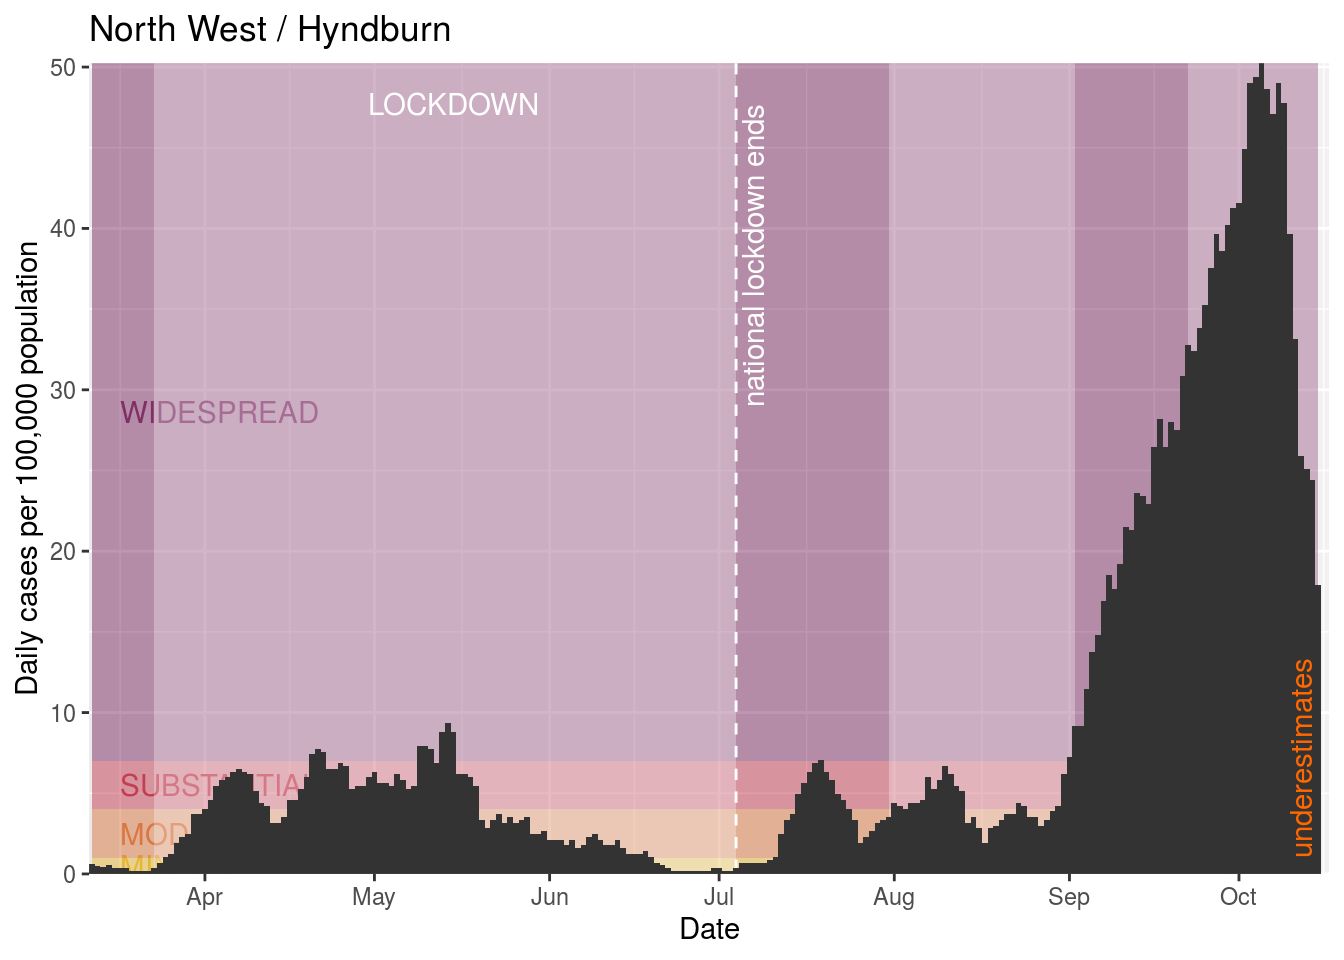 North West / Hyndburn
Daily cases per 100,000 population
50
40
30
20
10
0
LOCKDOWN
national lockdown ends
WIDESPREAD
underestimates
Apr
May
Jun
Jul
Aug
Sep
Oct
Date